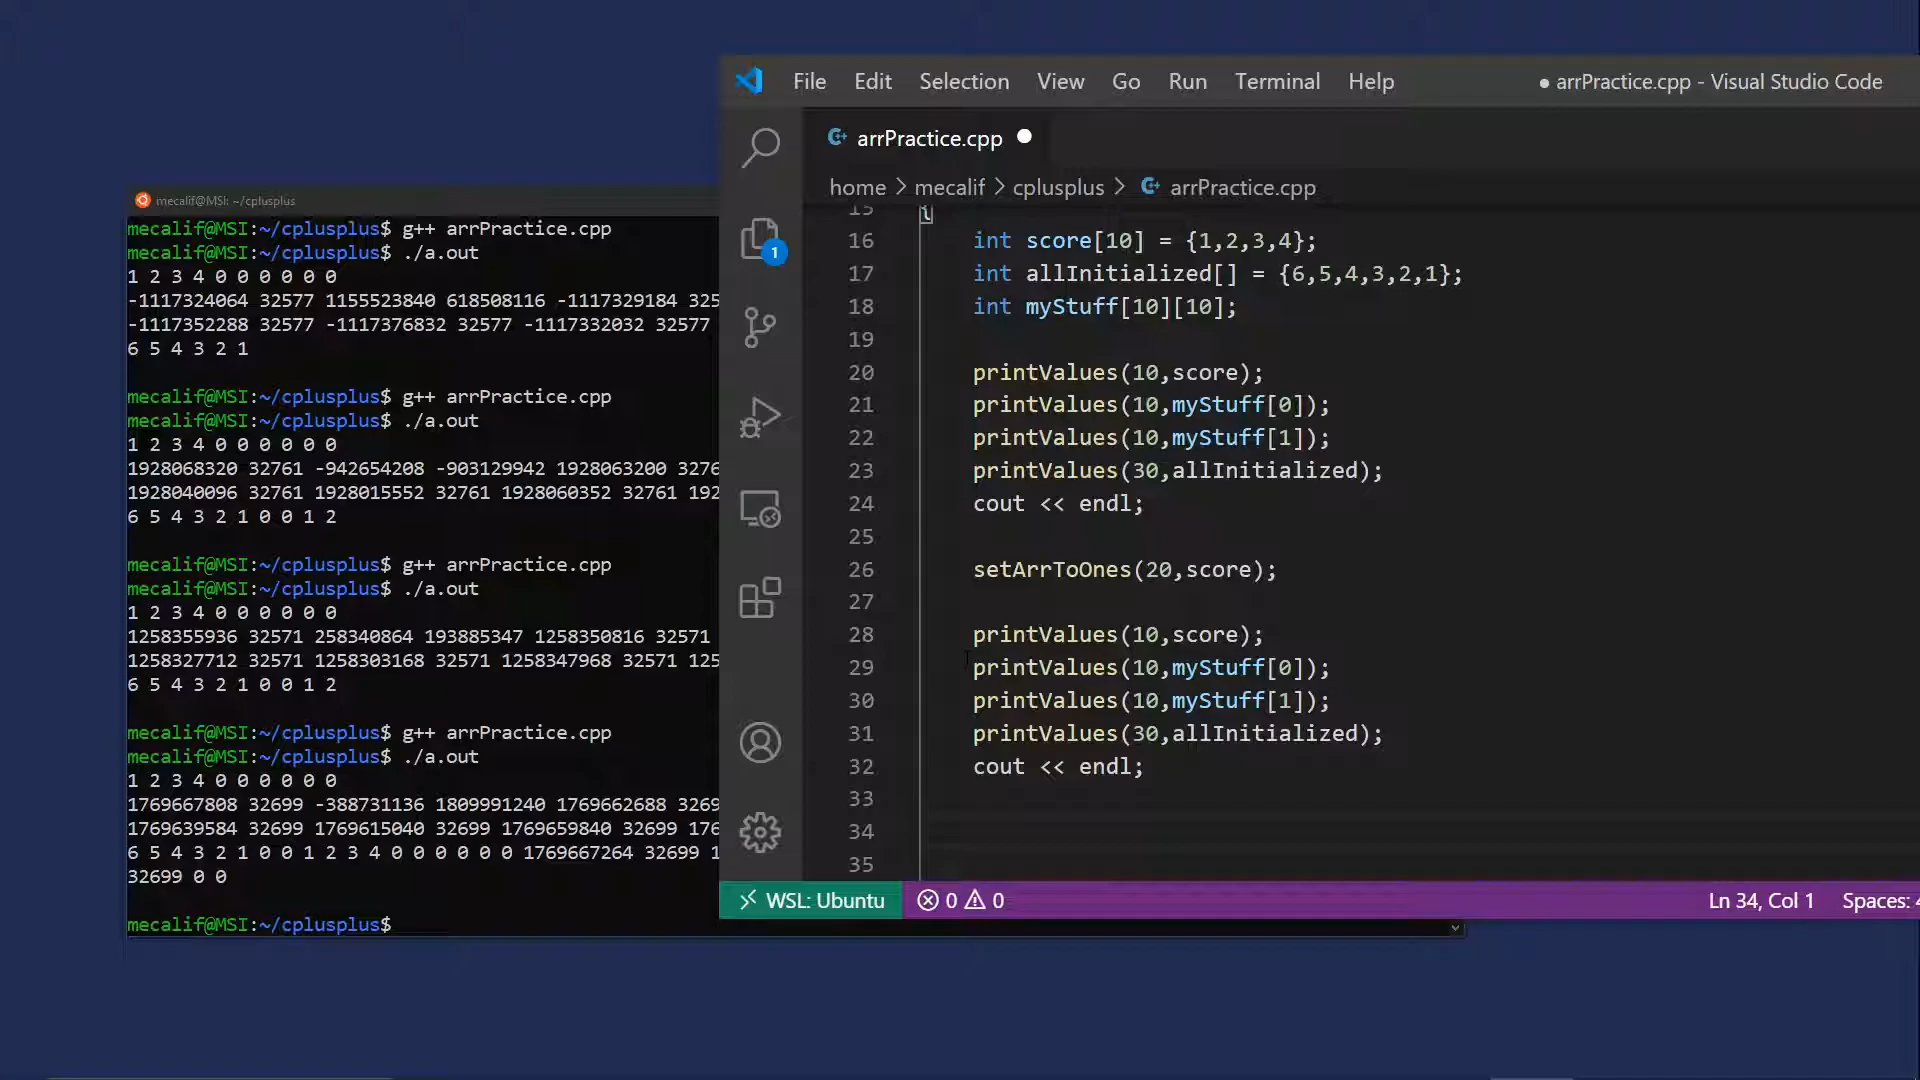 File Edit Selection View Go Run Terminal Help ● arrPractice.cpp - Visual Studio Code
arrPractice.cpp
home > mecalif > cplusplus > arrPractice.cpp
1
15 {
16 int score[10] = {1,2,3,4};
17 int allInitialized[] = {6,5,4,3,2,1};
18 int myStuff[10][10];
19
20 printValues(10,score);
21 printValues(10,myStuff[0]);
22 printValues(10,myStuff[1]);
23 printValues(30,allInitialized);
24 cout << endl;
25
26 setArrToOnes(20,score);
27
28 printValues(10,score);
29 printValues(10,myStuff[0]);
30 printValues(10,myStuff[1]);
31 printValues(30,allInitialized);
32 cout << endl;
33
34
35
WSL: Ubuntu 0 0 Ln 34, Col 1 Spaces:
mecalif@MSI: ~/cplusplus
mecalif@MSI:~/cplusplus$ g++ arrPractice.cpp
mecalif@MSI:~/cplusplus$ ./a.out
1 2 3 4 0 0 0 0 0 0
-1117324064 32577 1155523840 618508116 -1117329184 325
-1117352288 32577 -1117376832 32577 -1117332032 32577
6 5 4 3 2 1
mecalif@MSI:~/cplusplus$ g++ arrPractice.cpp
mecalif@MSI:~/cplusplus$ ./a.out
1 2 3 4 0 0 0 0 0 0
1928068320 32761 -942654208 -903129942 1928063200 3276
1928040096 32761 1928015552 32761 1928060352 32761 192
6 5 4 3 2 1 0 0 1 2
mecalif@MSI:~/cplusplus$ g++ arrPractice.cpp
mecalif@MSI:~/cplusplus$ ./a.out
1 2 3 4 0 0 0 0 0 0
1258355936 32571 258340864 193885347 1258350816 32571
1258327712 32571 1258303168 32571 1258347968 32571 125
6 5 4 3 2 1 0 0 1 2
mecalif@MSI:~/cplusplus$ g++ arrPractice.cpp
mecalif@MSI:~/cplusplus$ ./a.out
1 2 3 4 0 0 0 0 0 0
1769667808 32699 -388731136 1809991240 1769662688 3269
1769639584 32699 1769615040 32699 1769659840 32699 176
6 5 4 3 2 1 0 0 1 2 3 4 0 0 0 0 0 0 1769667264 32699 1
32699 0 0
mecalif@MSI:~/cplusplus$